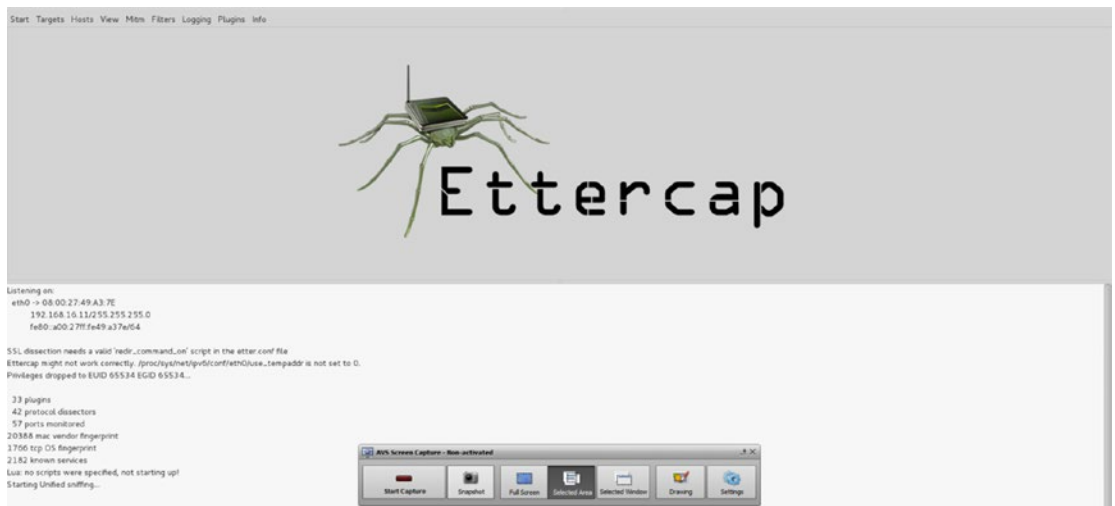 Start Targets Hosts View Mitm Filters Logging Plugins Info
Ettercap
Listening on:
eth0 -> 08:00:27:49:A3:7E
192.168.16.11/255.255.255.0
fe80::a00:27ff:fe49:a37e/64
SSL dissection needs a valid 'redir_command_on' script in the etter.conf file
Ettercap might not work correctly. /proc/sys/net/ipv6/conf/eth0/use_tempaddr is not set to 0.
Privileges dropped to EUID 65534 EGID 65534...
33 plugins
42 protocol dissectors
57 ports monitored
20388 mac vendor fingerprint
1766 tcp OS fingerprint
2182 known services
Lua: no scripts were specified, not starting up!
Starting Unified sniffing...
AVS Screen Capture - Non-activated
Start Capture Snapshot Full Screen Selected Area Selected Window Drawing Settings